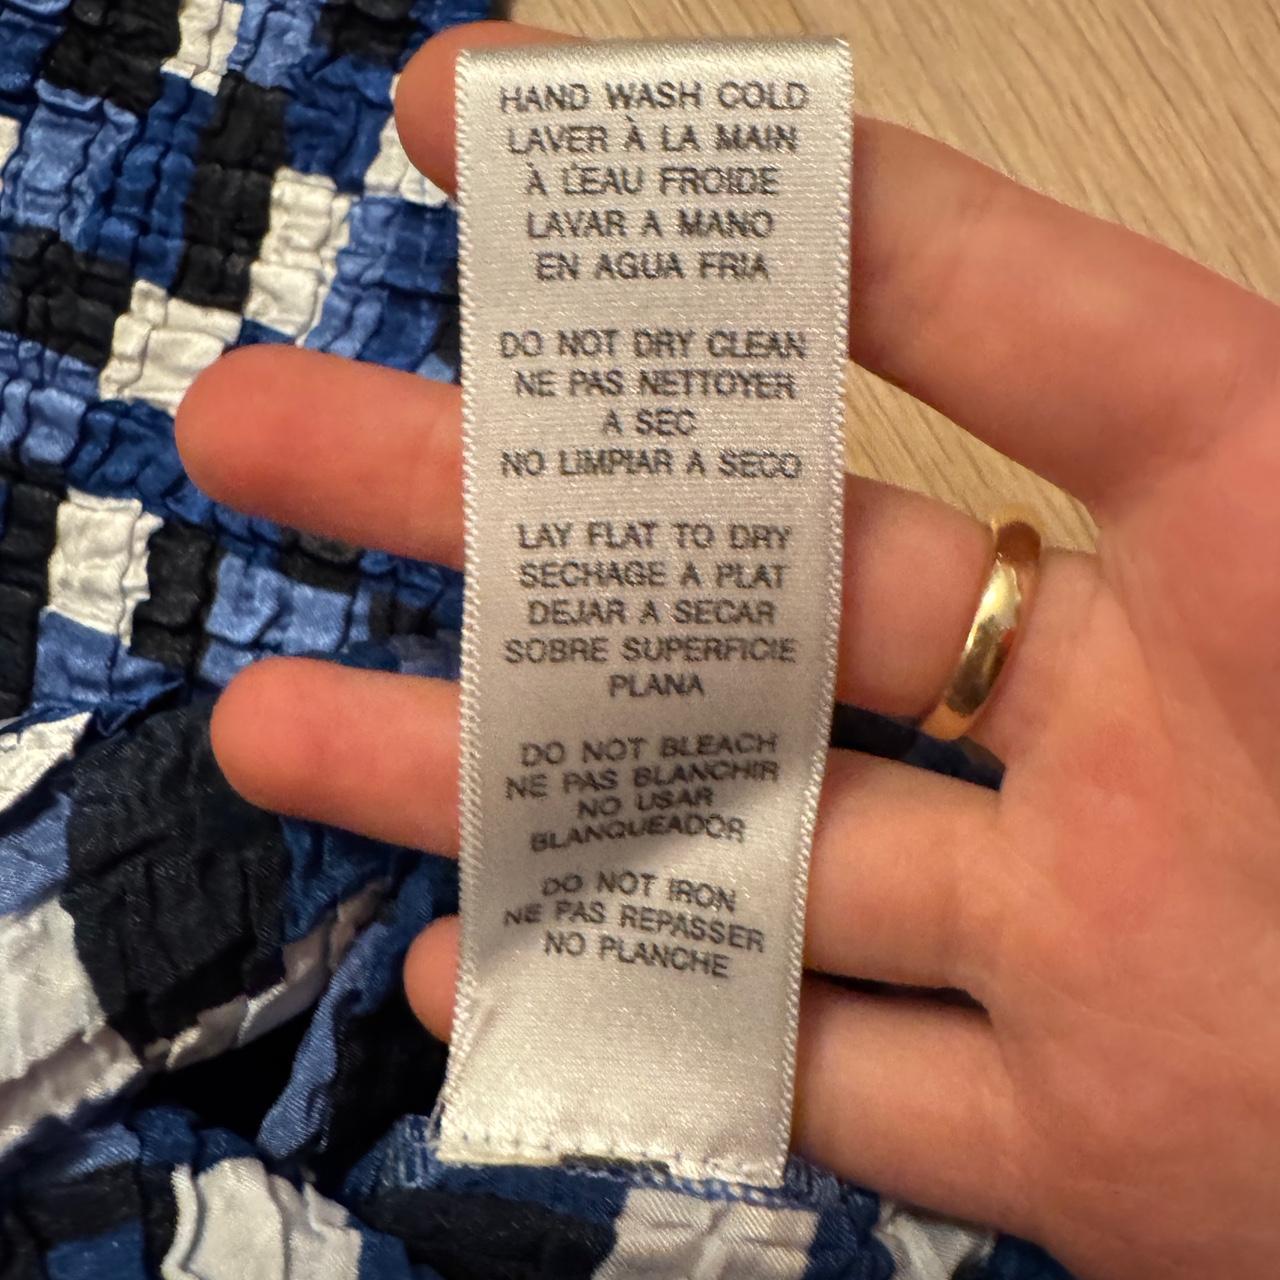 HAND WASH COLD
LAVER À LA MAIN
À L'EAU FROIDE
LAVAR A MANO
EN AGUA FRIA
DO NOT DRY CLEAN
NE PAS NETTOYER
A SEC
NO LIMPIAR A SECO
LAY FLAT TO DRY
SECHAGE A PLAT
DEJAR A SECAR
SOBRE SUPERFICIE
PLANA
DO NOT BLEACH
NE PAS BLANCHIR
NO USAR
BLANQUEADOR
DO NOT IRON
NE PAS REPASSER
NO PLANCHE